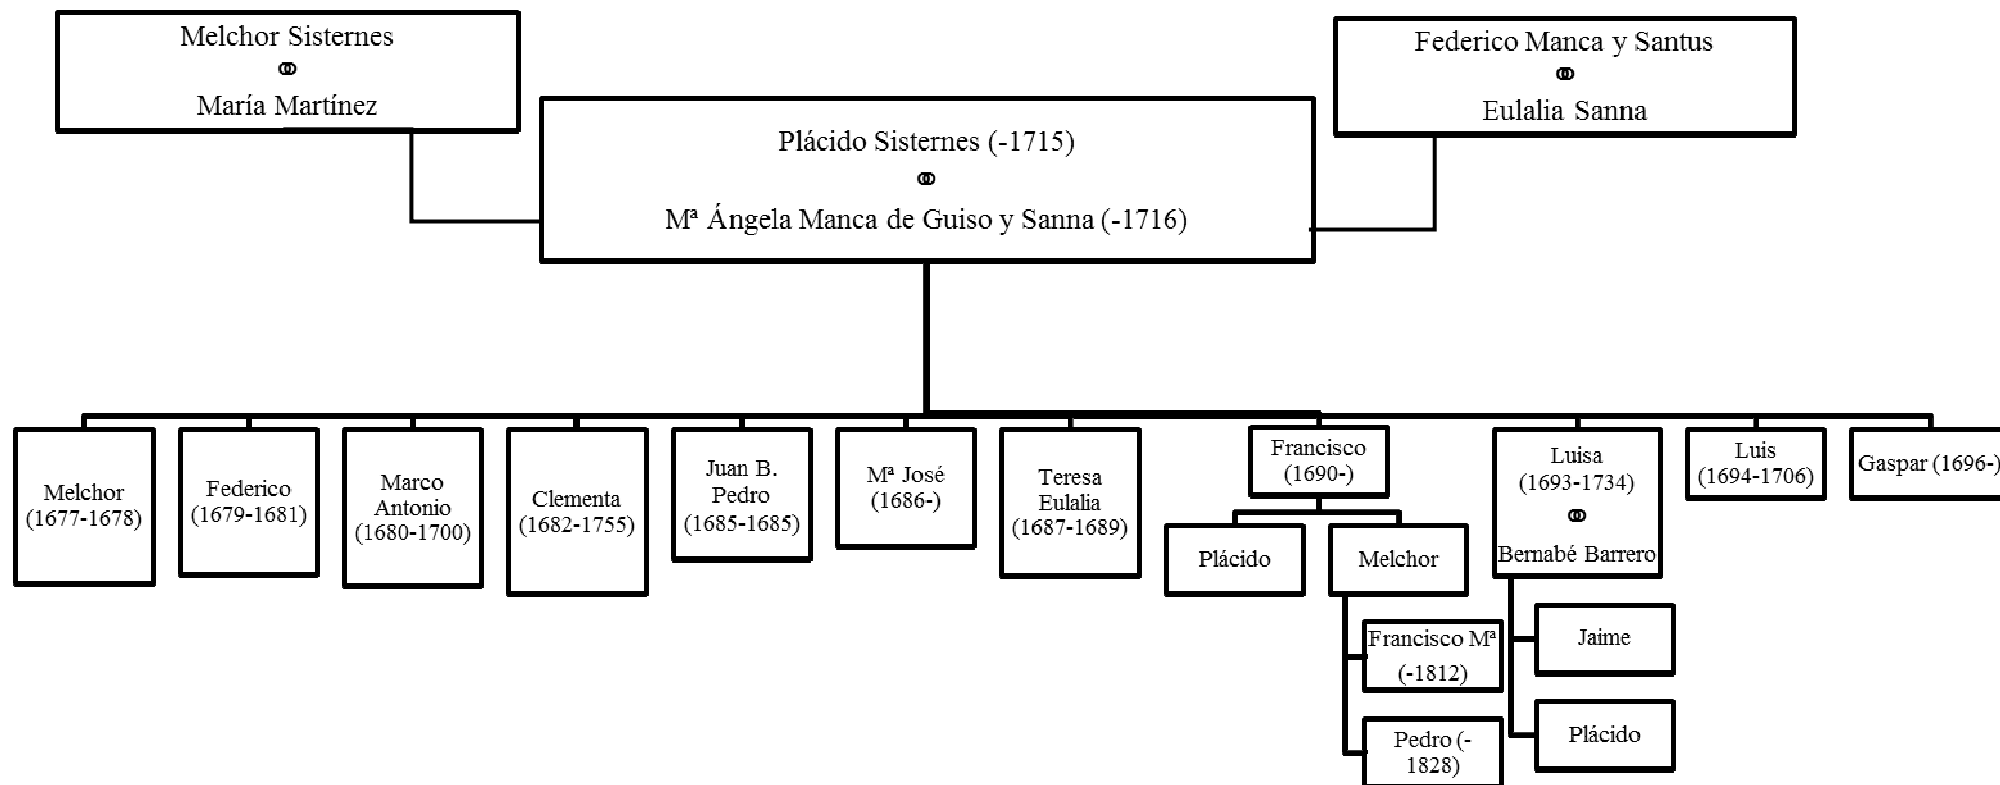 Melchor Sisternes
⚭
María Martínez
Federico Manca y Santus
⚭
Eulalia Sanna
Plácido Sisternes (-1715)
⚭
Mª Ángela Manca de Guiso y Sanna (-1716)
Melchor
(1677-1678)
Federico
(1679-1681)
Marco
Antonio
(1680-1700)
Clementa
(1682-1755)
Juan B.
Pedro
(1685-1685)
Mª José
(1686-)
Teresa
Eulalia
(1687-1689)
Francisco
(1690-)
Plácido
Melchor
Francisco Mª
(-1812)
Pedro (-
1828)
Luisa
(1693-1734)
⚭
Bernabé Barrero
Jaime
Plácido
Luis
(1694-1706)
Gaspar (1696-)